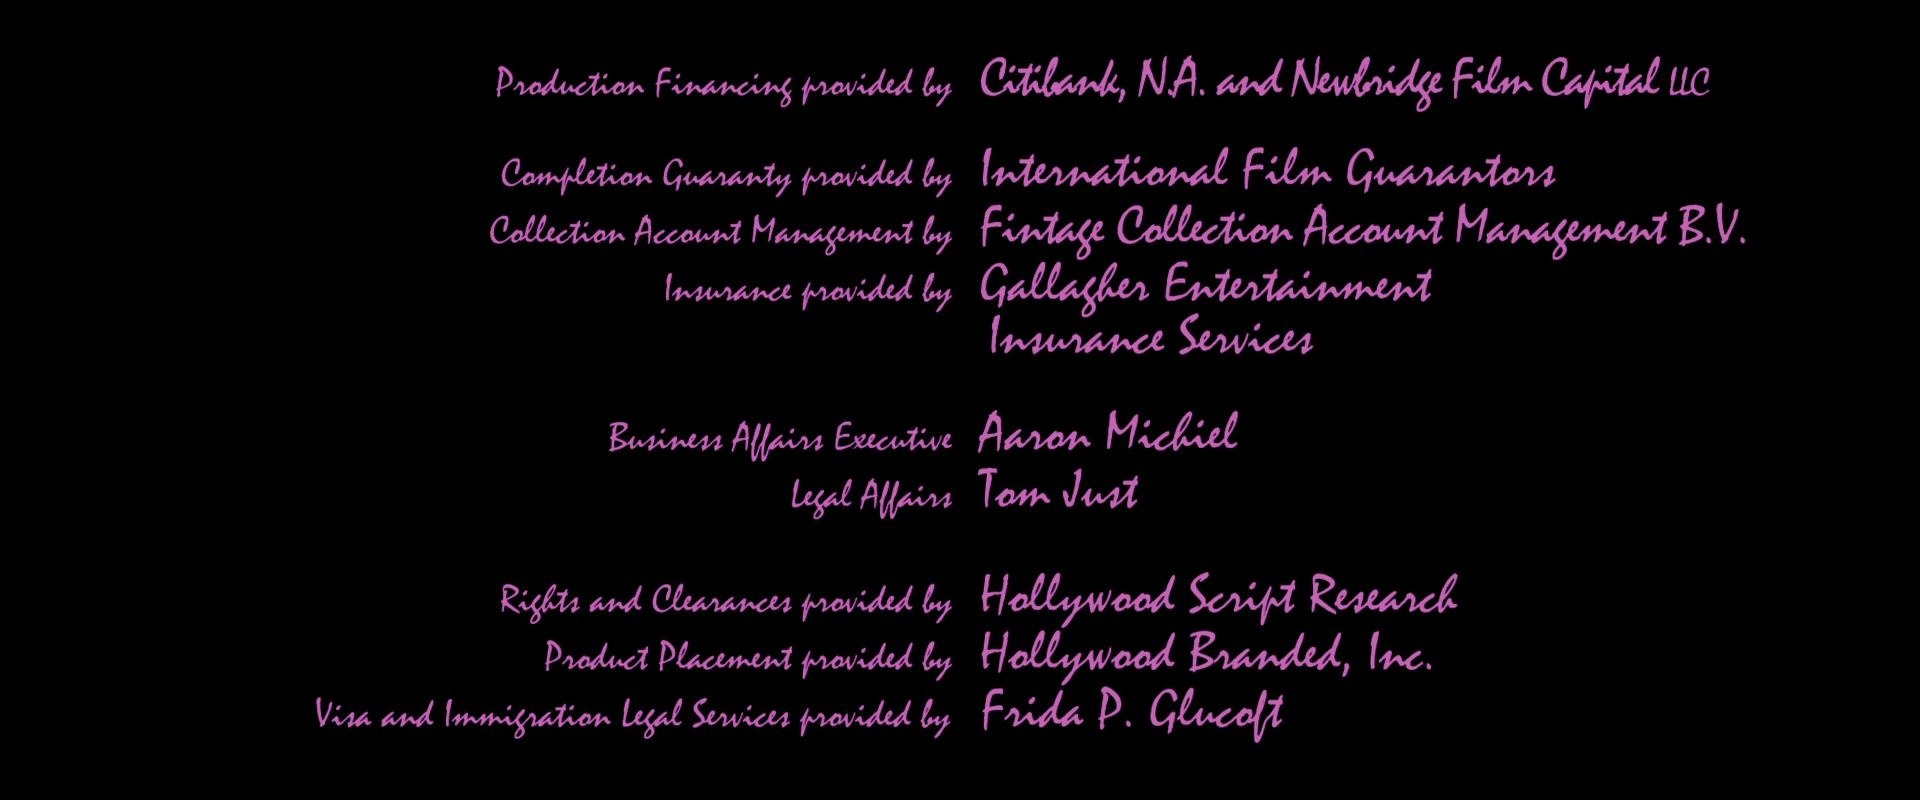 Production Financing provided by Citibank, N.A. and Newbridge Film Capital LLC
Completion Guaranty provided by International Film Guarantors
Collection Account Management by Fintage Collection Account Management B.V.
Insurance provided by Gallagher Entertainment
Insurance Services
Business Affairs Executive Aaron Michiel
Legal Affairs Tom Just
Rights and Clearances provided by Hollywood Script Research
Product Placement provided by Hollywood Branded, Inc.
Visa and Immigration Legal Services provided by Frida P. Glucoft